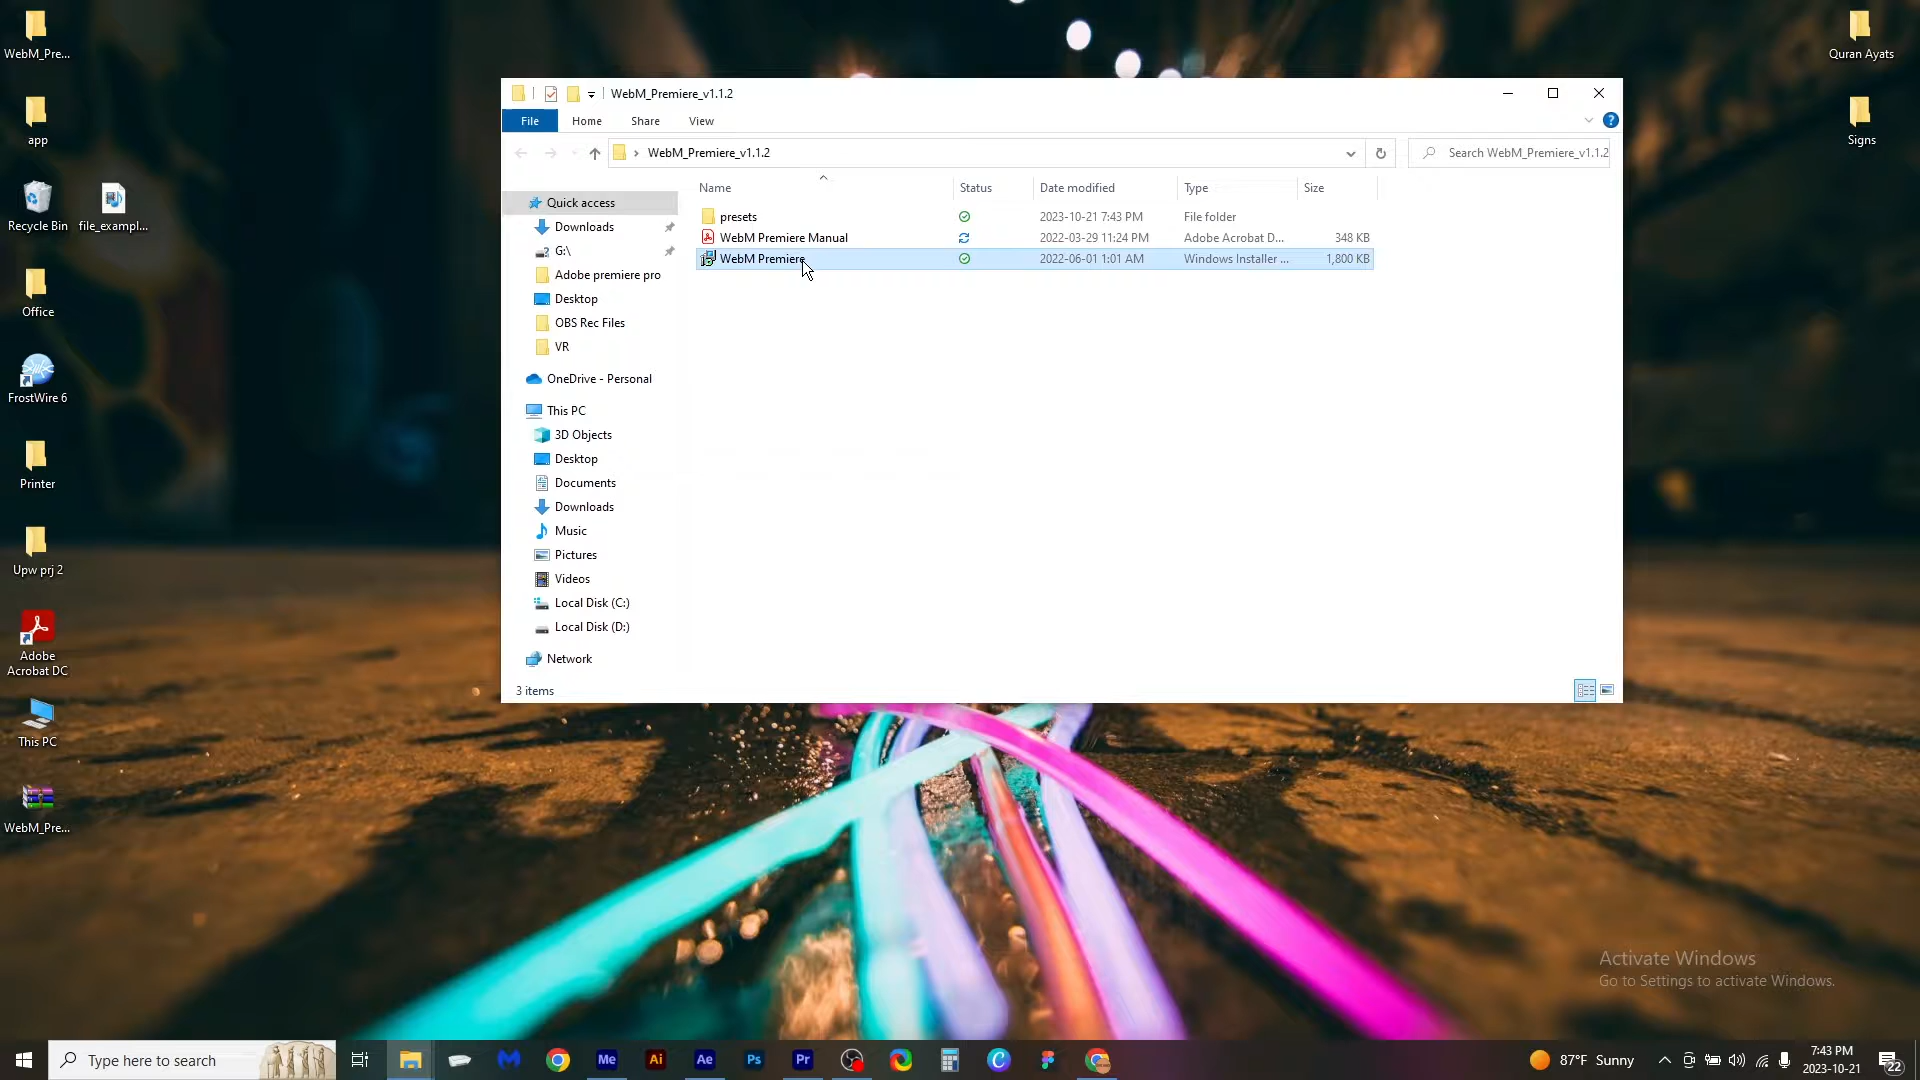 WebM_Pre...
app
Recycle Bin
file_exampl...
Office
FrostWire 6
Printer
Upw prj 2
Adobe
Acrobat DC
This PC
WebM_Pre...
Quran Ayats
Signs
WebM_Premiere_v1.1.2
File
Home
Share
View
WebM_Premiere_v1.1.2
Search WebM_Premiere_v1.1.2
Name
Status
Date modified
Type
Size
presets
2023-10-21 7:43 PM
File folder
WebM Premiere Manual
2022-03-29 11:24 PM
Adobe Acrobat D...
348 KB
WebM Premiere
2022-06-01 1:01 AM
Windows Installer ...
1,800 KB
Quick access
Downloads
G:\
Adobe premiere pro
Desktop
OBS Rec Files
VR
OneDrive - Personal
This PC
3D Objects
Desktop
Documents
Downloads
Music
Pictures
Videos
Local Disk (C:)
Local Disk (D:)
Network
3 items
Activate Windows
Go to Settings to activate Windows.
Type here to search
Me
Ai
Ae
Ps
Pr
87°F Sunny
7:43 PM
2023-10-21
22